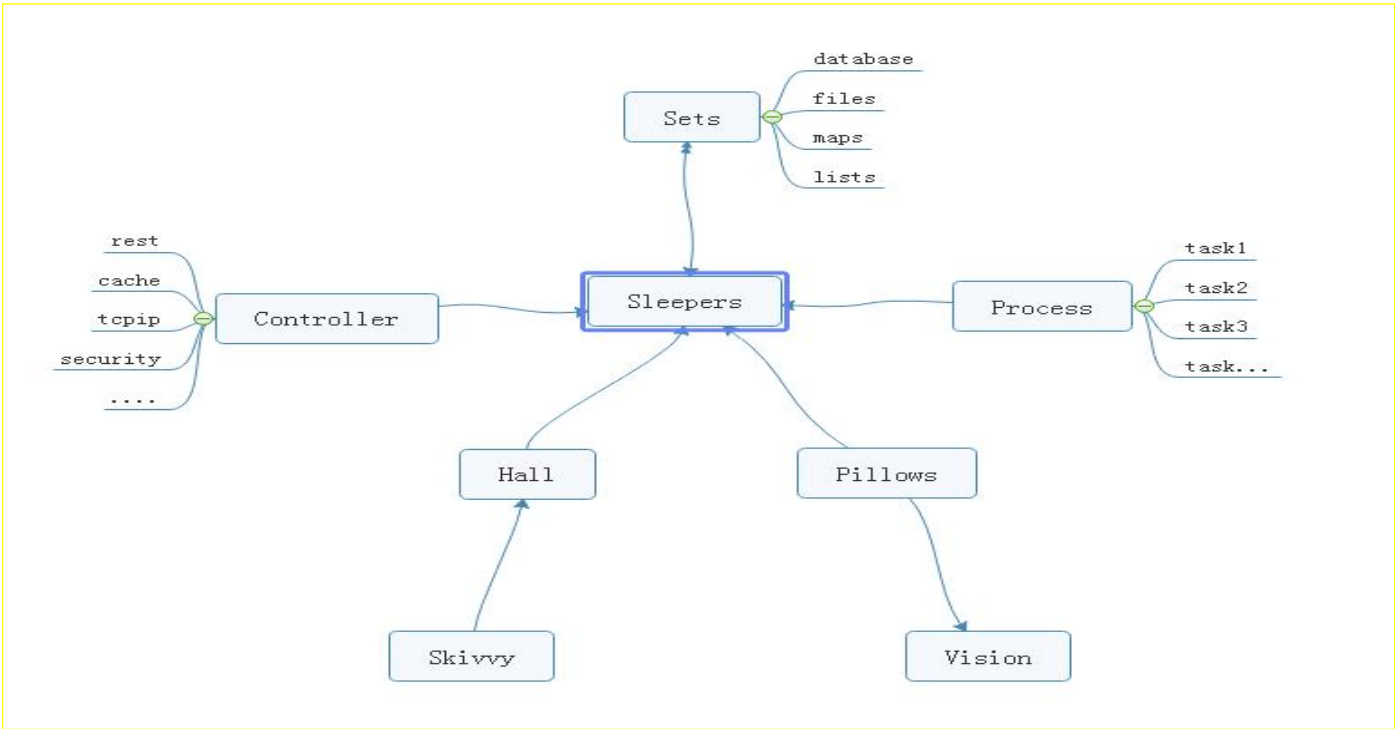 database
files
Sets
maps
lists
rest
cache
tcpip
Controller
security
....
Sleepers
task1
task2
Process
task3
task...
Hall
Pillows
Skivvy
Vision